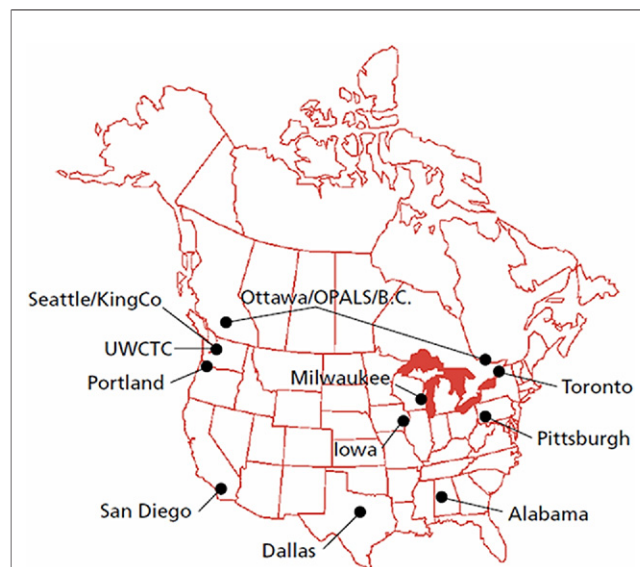 Seattle/KingCo
Ottawa/OPALS/B.C.
UWCTC
Portland
Milwaukee
Toronto
Iowa
Pittsburgh
San Diego
Alabama
Dallas